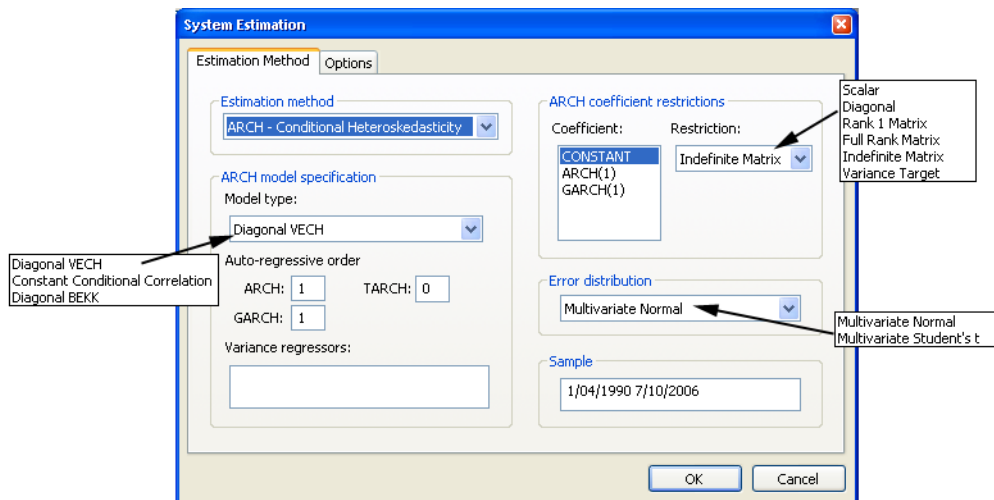 System Estimation
Estimation Method
Options
Estimation method
ARCH - Conditional Heteroskedasticity
ARCH model specification
Model type:
Diagonal VECH
Auto-regressive order
ARCH: 1
TARCH: 0
GARCH: 1
Variance regressors:
Diagonal VECH
Constant Conditional Correlation
Diagonal BEKK
ARCH coefficient restrictions
Coefficient:
Restriction:
CONSTANT
ARCH(1)
GARCH(1)
Indefinite Matrix
Scalar
Diagonal
Rank 1 Matrix
Full Rank Matrix
Indefinite Matrix
Variance Target
Error distribution
Multivariate Normal
Multivariate Normal
Multivariate Student's t
Sample
1/04/1990 7/10/2006
OK
Cancel